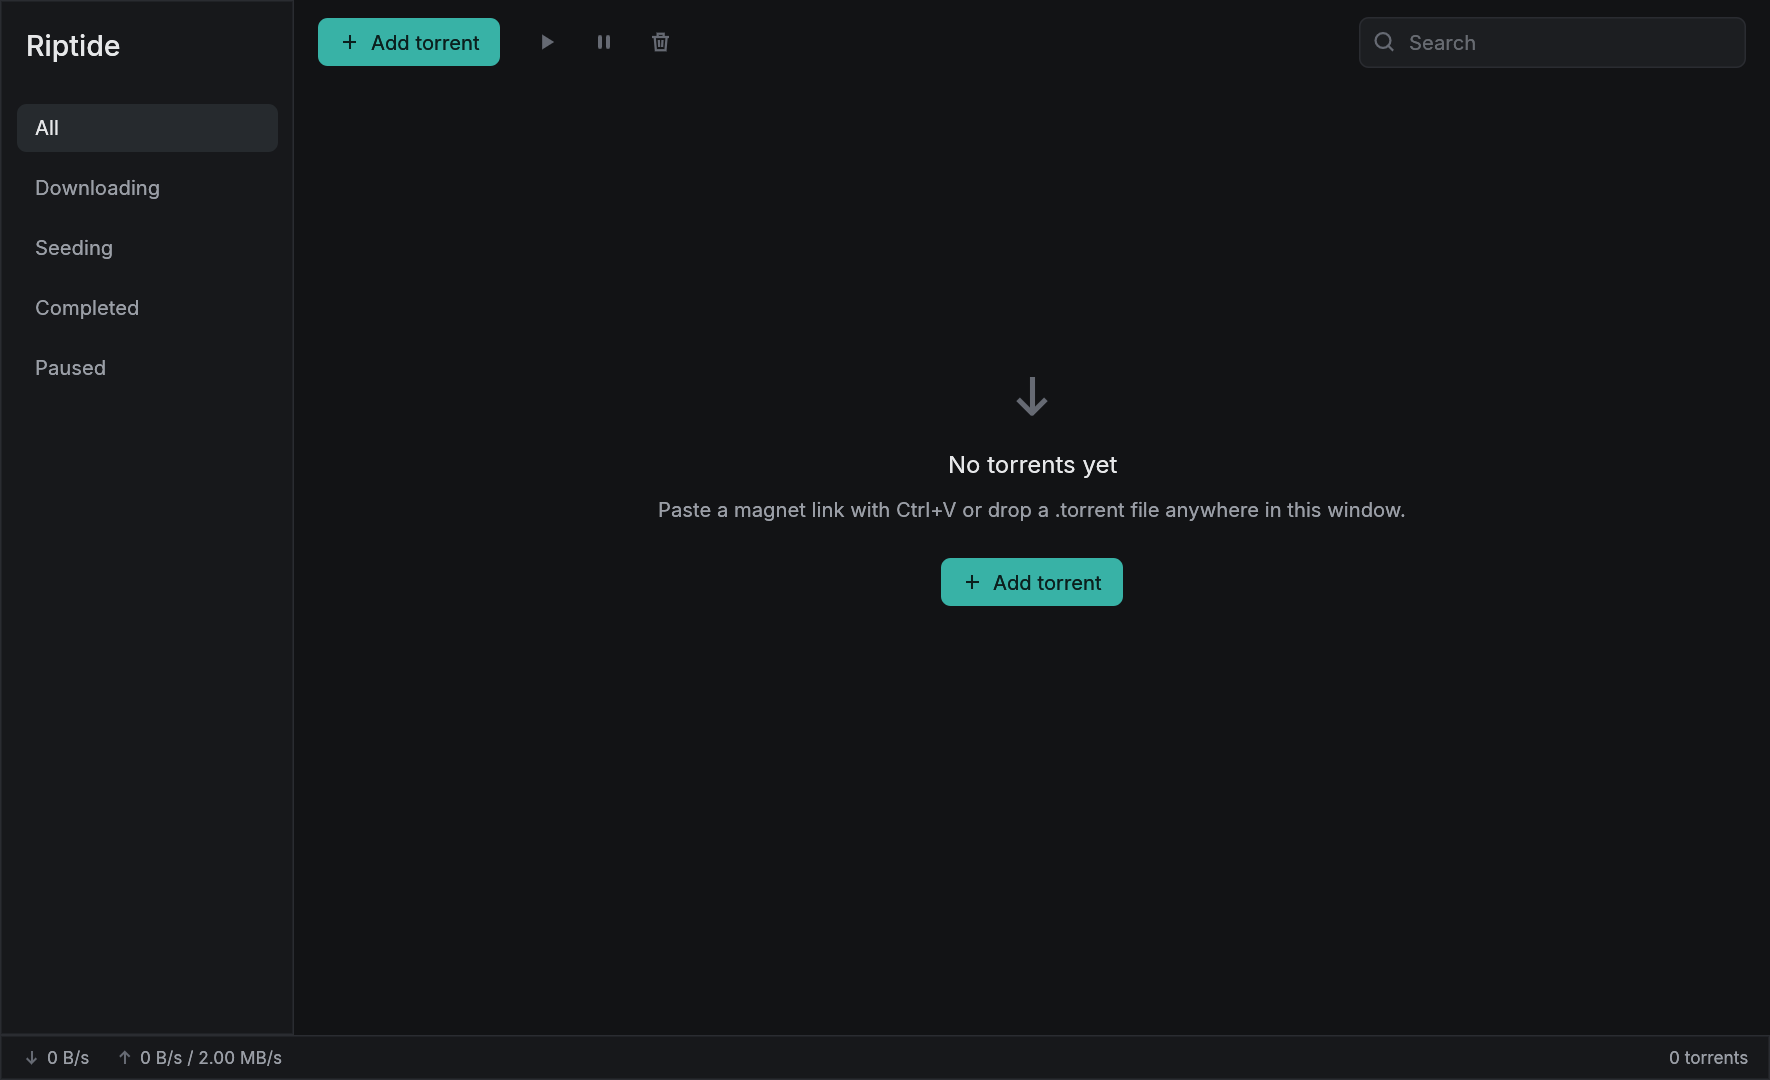 Riptide
Add torrent
Search
All
Downloading
Seeding
Completed
Paused
No torrents yet
Paste a magnet link with Ctrl+V or drop a .torrent file anywhere in this window.
Add torrent
0 B/s
0 B/s / 2.00 MB/s
0 torrents